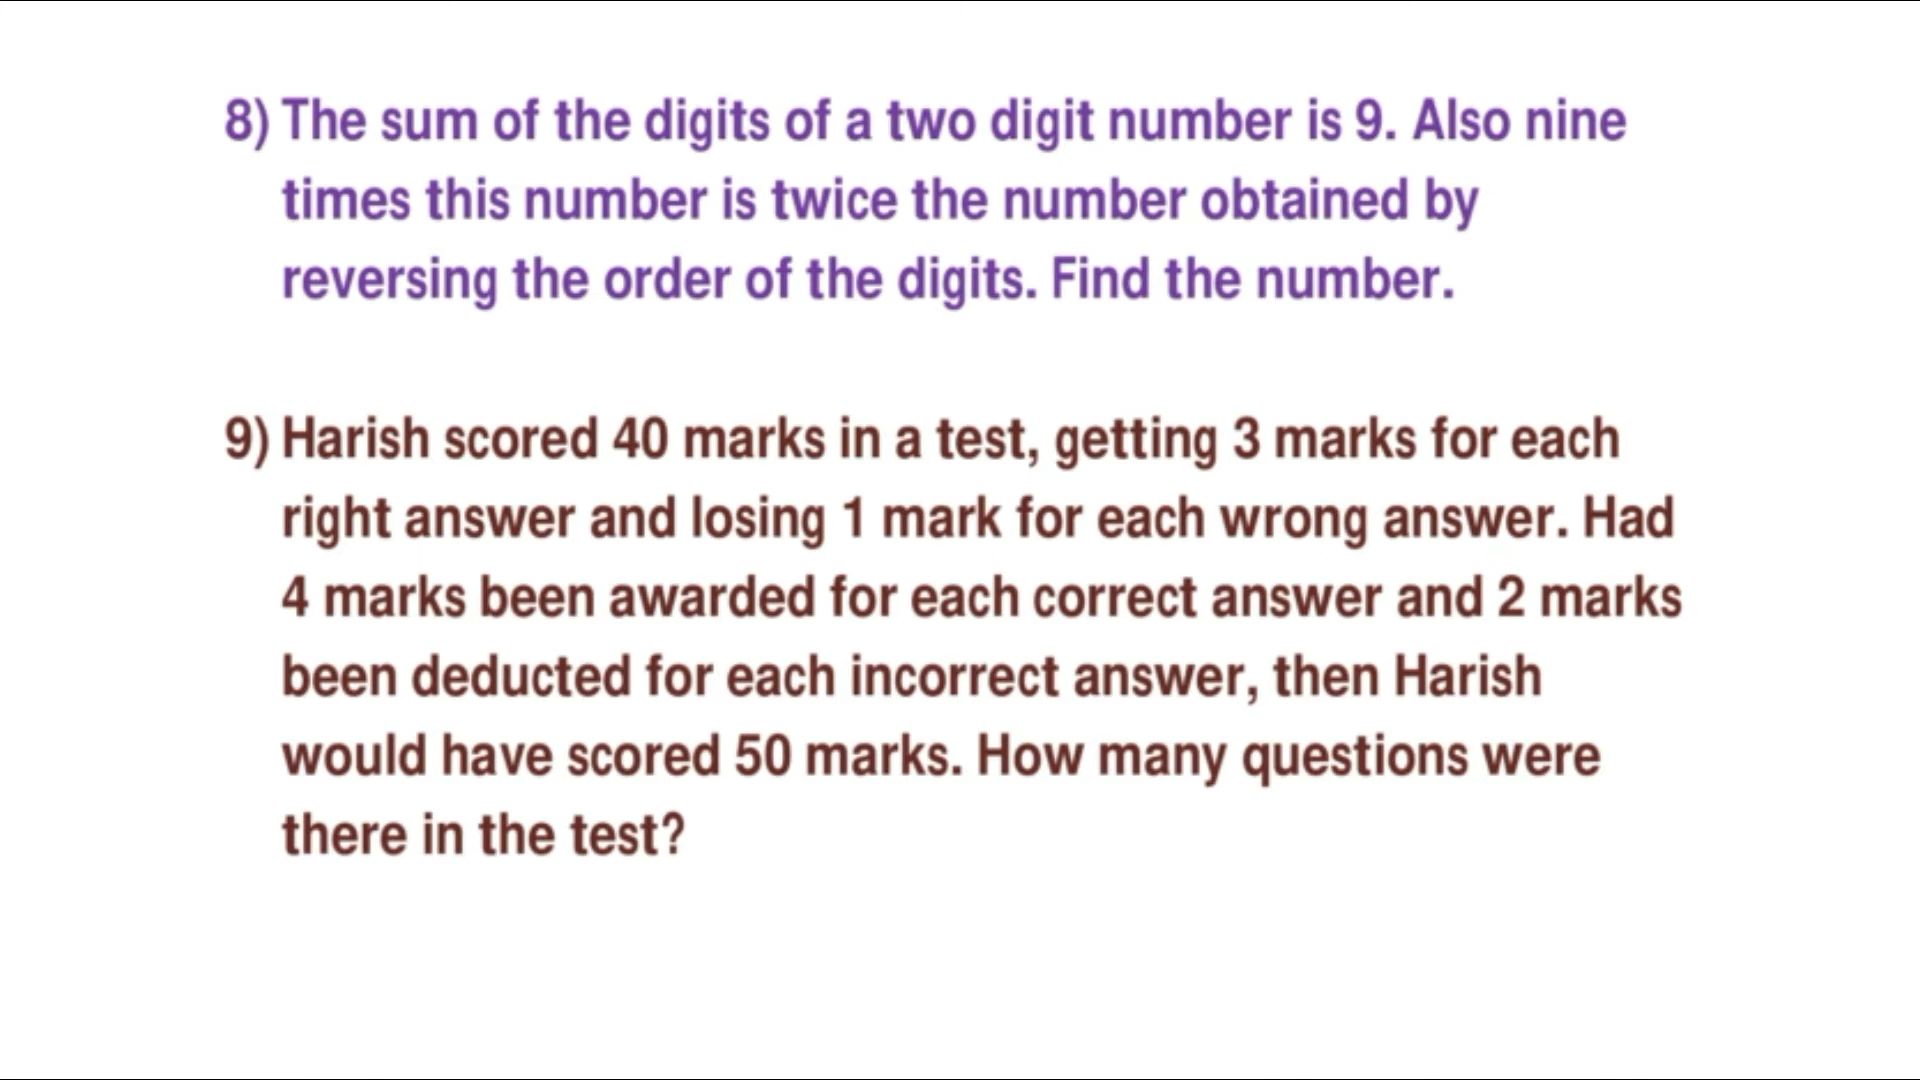 8) The sum of the digits of a two digit number is 9. Also nine
times this number is twice the number obtained by
reversing the order of the digits. Find the number.
9) Harish scored 40 marks in a test, getting 3 marks for each
right answer and losing 1 mark for each wrong answer. Had
4 marks been awarded for each correct answer and 2 marks
been deducted for each incorrect answer, then Harish
would have scored 50 marks. How many questions were
there in the test?